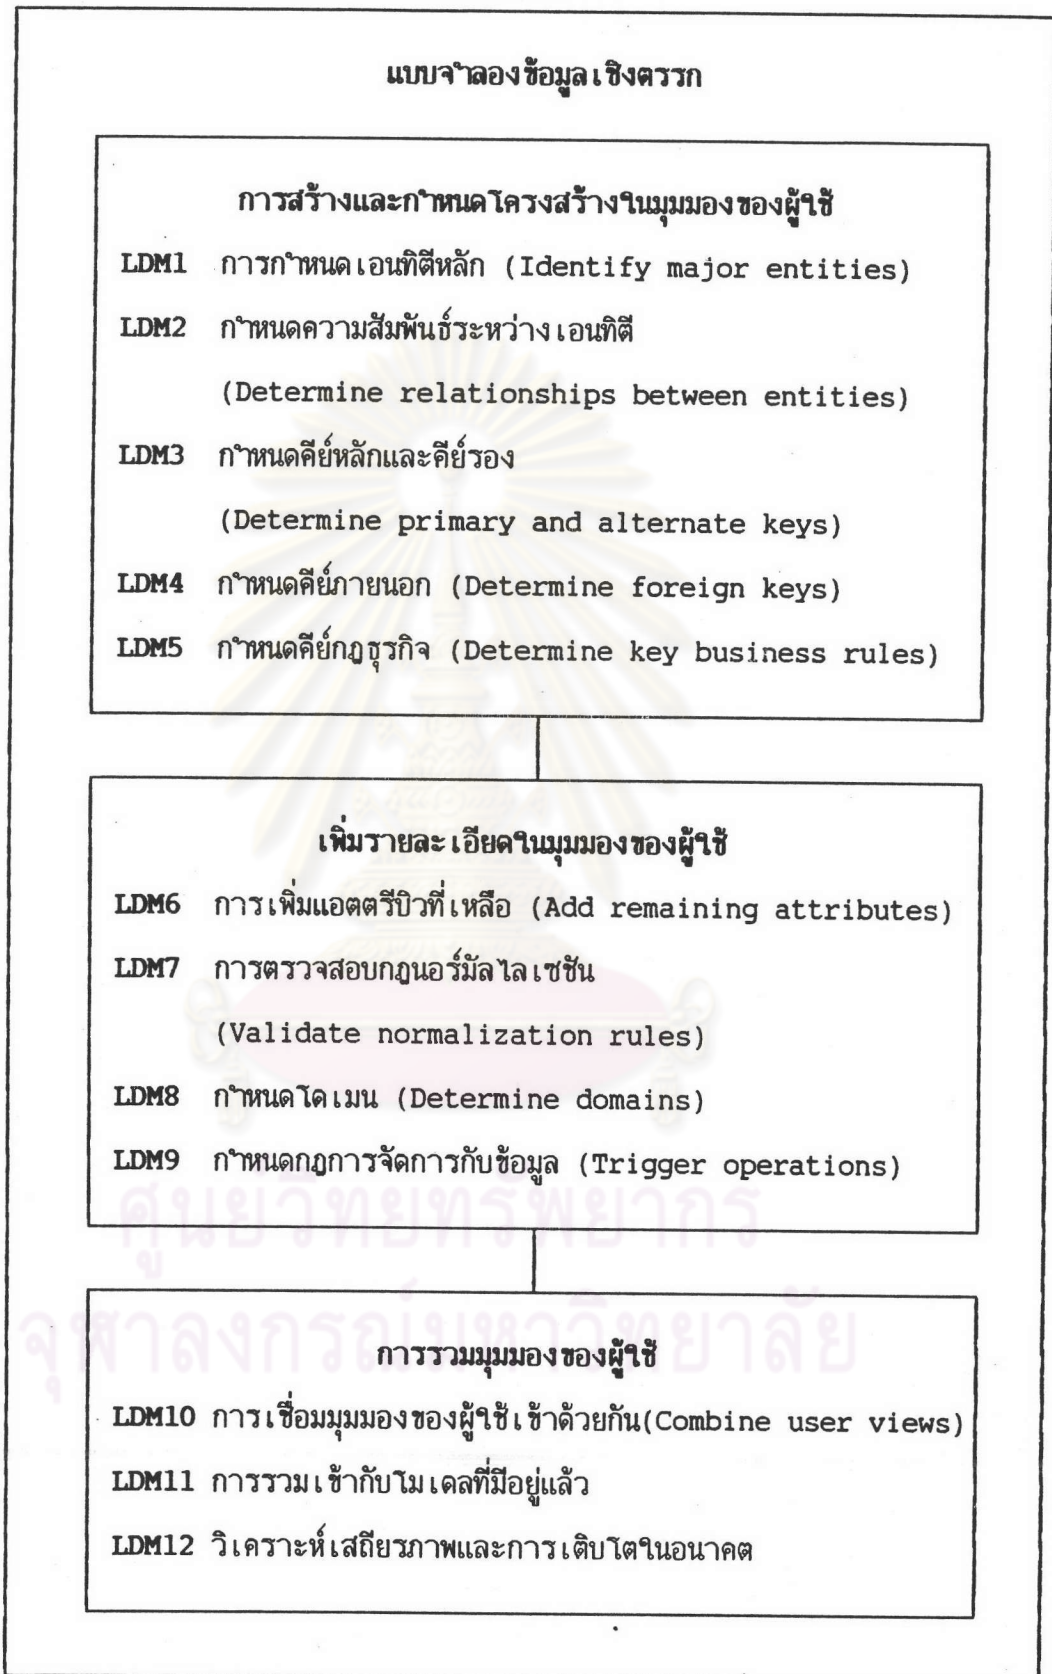 แบบจำลองข้อมูลเชิงตรรก
การสร้างและกำหนดโครงสร้างในมุมมองของผู้ใช้
LDM1 การกำหนดเอนทิตีหลัก (Identify major entities)
LDM2 กำหนดความสัมพันธ์ระหว่างเอนทิตี
(Determine relationships between entities)
LDM3 กำหนดคีย์หลักและคีย์รอง
(Determine primary and alternate keys)
LDM4 กำหนดคีย์ภายนอก (Determine foreign keys)
LDM5 กำหนดคีย์กฎธุรกิจ (Determine key business rules)
เพิ่มรายละเอียดในมุมมองของผู้ใช้
LDM6 การเพิ่มแอตตรีบิวที่เหลือ (Add remaining attributes)
LDM7 การตรวจสอบกฎนอร์มัลไลเซชัน
(Validate normalization rules)
LDM8 กำหนดโดเมน (Determine domains)
LDM9 กำหนดกฎการจัดการกับข้อมูล (Trigger operations)
ศูนย์วิทยทรัพยากร
จุฬาลงกรณ์มหาวิทยาลัย
การรวมมุมมองของผู้ใช้
LDM10 การเชื่อมมุมมองของผู้ใช้เข้าด้วยกัน(Combine user views)
LDM11 การรวมเข้ากับโมเดลที่มีอยู่แล้ว
LDM12 วิเคราะห์เสถียรภาพและการเติบโตในอนาคต